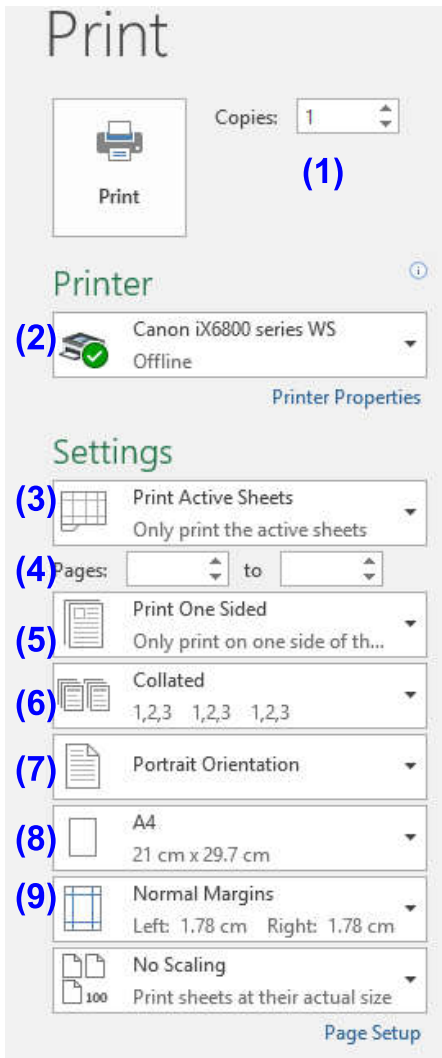 Print
Copies: 1
(1)
Print
Printer
(2) Canon iX6800 series WS
Offline
Printer Properties
Settings
(3) Print Active Sheets
Only print the active sheets
(4) Pages: to
Print One Sided
(5) Only print on one side of th...
Collated
(6) 1,2,3 1,2,3 1,2,3
(7) Portrait Orientation
A4
(8) 21 cm x 29.7 cm
(9) Normal Margins
Left: 1.78 cm Right: 1.78 cm
No Scaling
100 Print sheets at their actual size
Page Setup